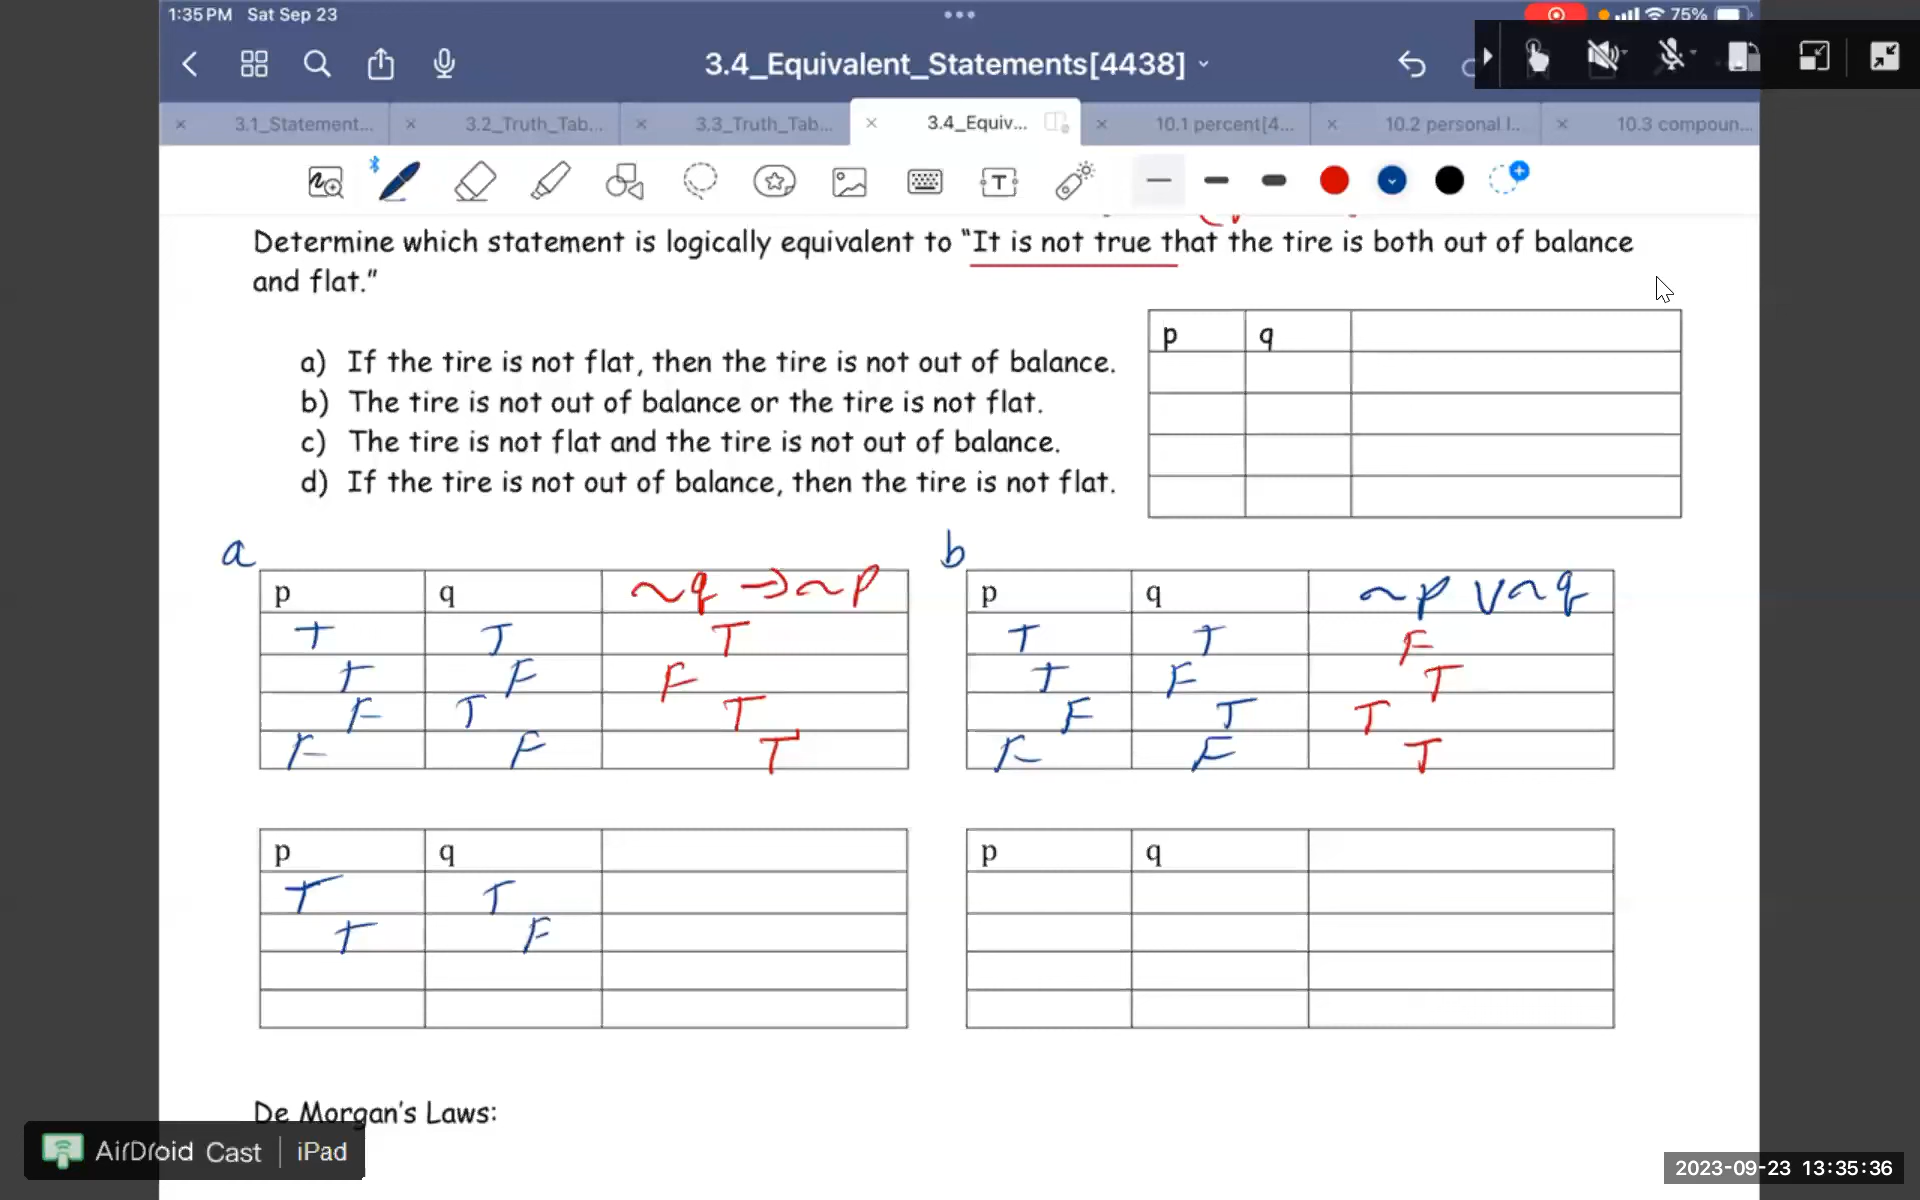 1:35 PM Sat Sep 23
75%
3.4_Equivalent_Statements[4438]
3.1_Statement... 3.2_Truth_Tab... 3.3_Truth_Tab... 3.4_Equiv... 10.1 percent[4... 10.2 personal l... 10.3 compoun...
Determine which statement is logically equivalent to “It is not true that the tire is both out of balance
and flat.”
p q
a) If the tire is not flat, then the tire is not out of balance.
b) The tire is not out of balance or the tire is not flat.
c) The tire is not flat and the tire is not out of balance.
d) If the tire is not out of balance, then the tire is not flat.
a
p q ~q → ~p
T T T
T F F
F T T
F F T
b
p q ~p ∨ ~q
T T F
T F T
F T T
F F T
p q
T T
T F
p q
De Morgan's Laws:
AirDroid Cast | iPad
2023-09-23 13:35:36